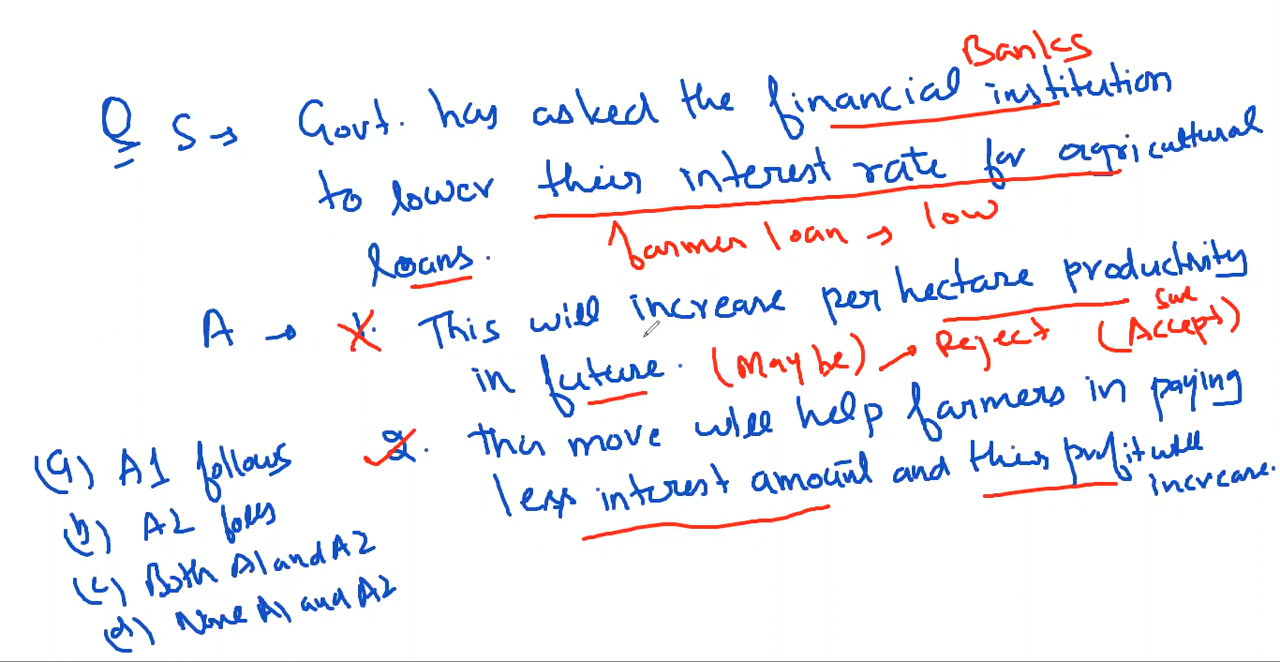 Banks
Q S → Govt. has asked the financial institution
to lower their interest rate for agricultural
loans.
farmer loan → low
A → 1. This will increase per hectare productivity
in future. (May be) → Reject (Accept) sure
2. this move will help farmers in paying
less interest amount and this profit will
increase.
(a) A1 follows
(b) A2 follows
(c) Both A1 and A2
(d) None A1 and A2